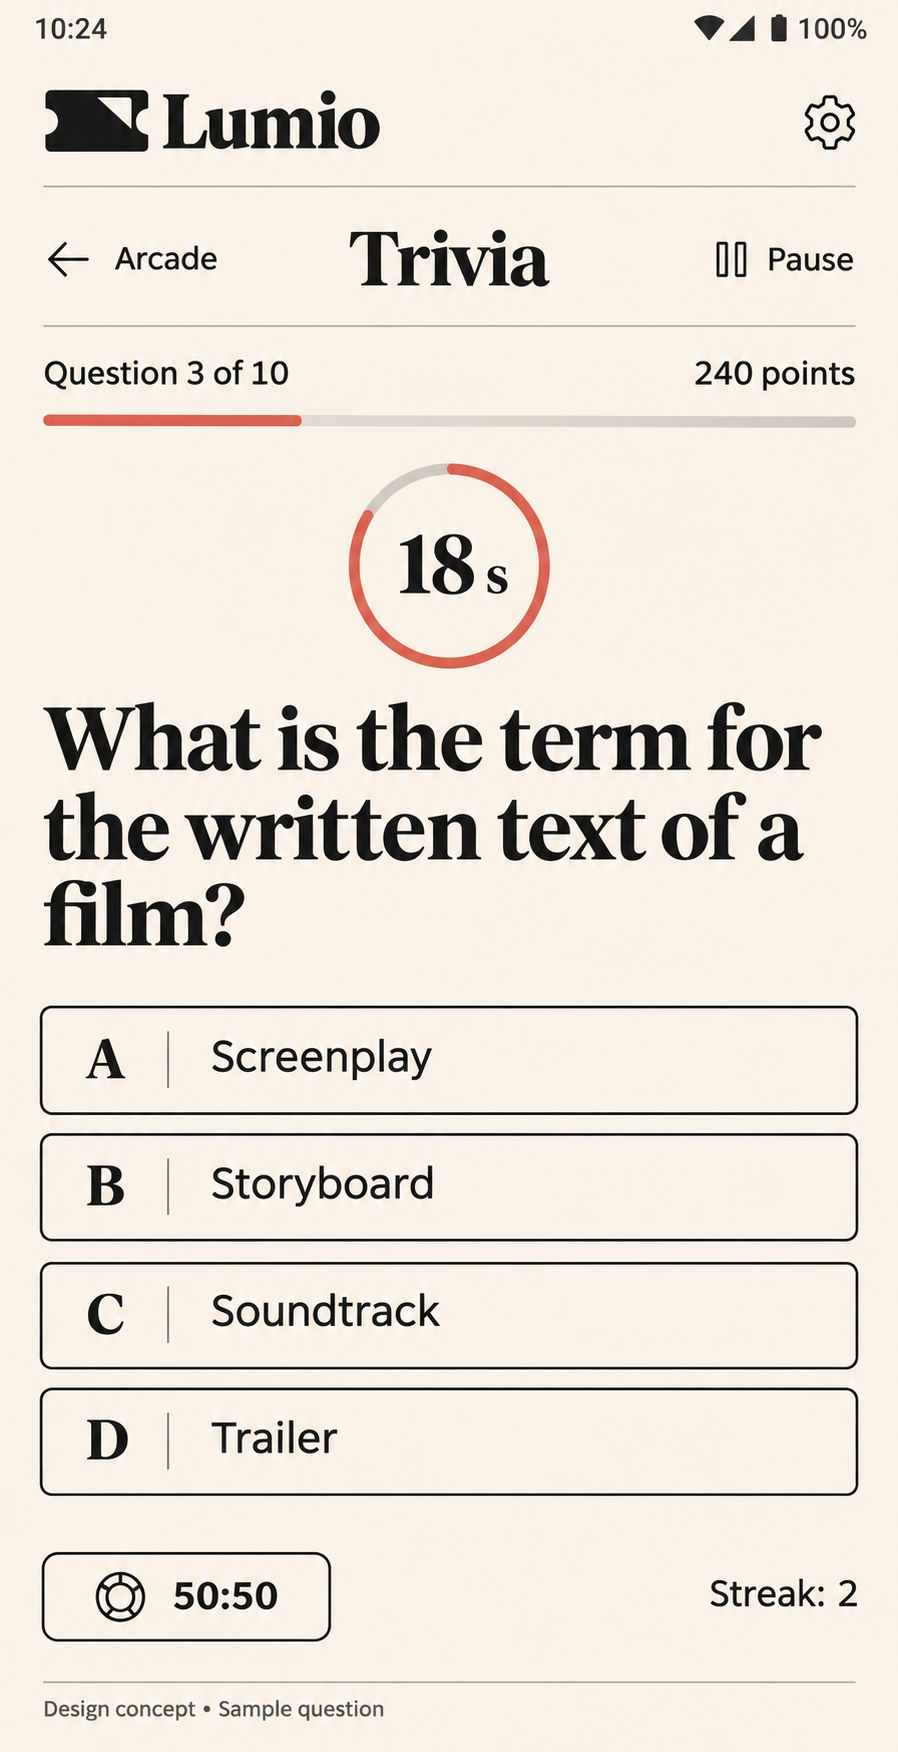 10:24 100%
Lumio
Arcade Trivia Pause
Question 3 of 10 240 points
18 s
What is the term for
the written text of a
film?
A Screenplay
B Storyboard
C Soundtrack
D Trailer
50:50 Streak: 2
Design concept • Sample question